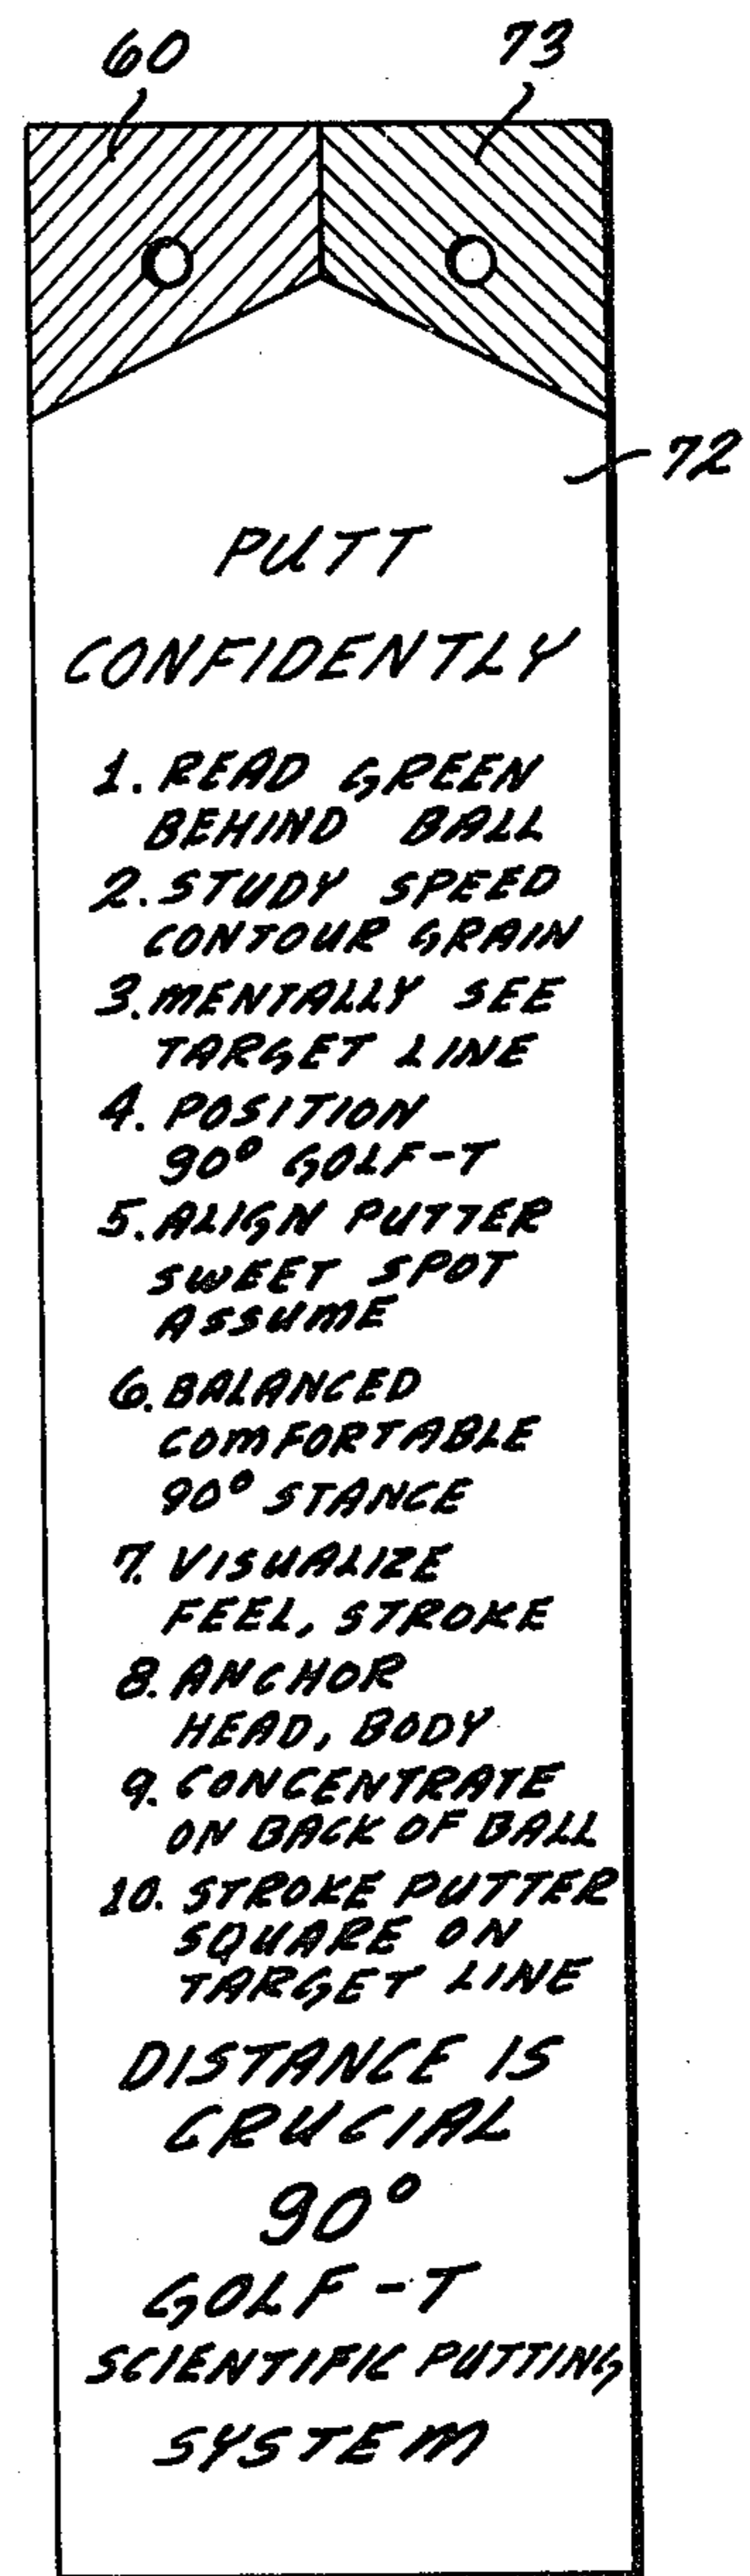 60 73
72
PUTT
CONFIDENTLY
1. READ GREEN
BEHIND BALL
2. STUDY SPEED
CONTOUR GRAIN
3. MENTALLY SEE
TARGET LINE
4. POSITION
90° GOLF-T
5. ALIGN PUTTER
SWEET SPOT
ASSUME
6. BALANCED
COMFORTABLE
90° STANCE
7. VISUALIZE
FEEL, STROKE
8. ANCHOR
HEAD, BODY
9. CONCENTRATE
ON BACK OF BALL
10. STROKE PUTTER
SQUARE ON
TARGET LINE
DISTANCE IS
CRUCIAL
90°
GOLF-T
SCIENTIFIC PUTTING
SYSTEM